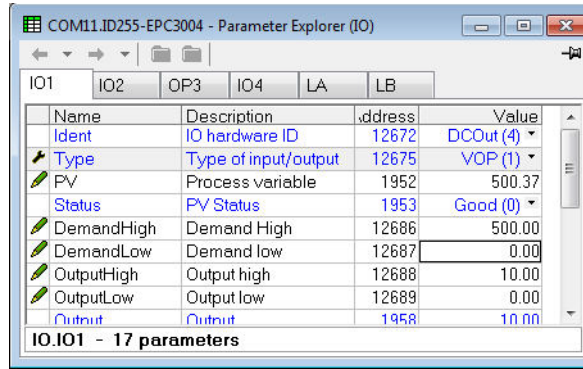 COM11.ID255-EPC3004 - Parameter Explorer (IO)
IO1 IO2 OP3 IO4 LA LB
Name Description Address Value
Ident IO hardware ID 12672 DCOut (4)
Type Type of input/output 12675 VOP (1)
PV Process variable 1952 500.37
Status PV Status 1953 Good (0)
DemandHigh Demand High 12686 500.00
DemandLow Demand low 12687 0.00
OutputHigh Output high 12688 10.00
OutputLow Output low 12689 0.00
Output Output 1958 10.00
IO.IO1 - 17 parameters